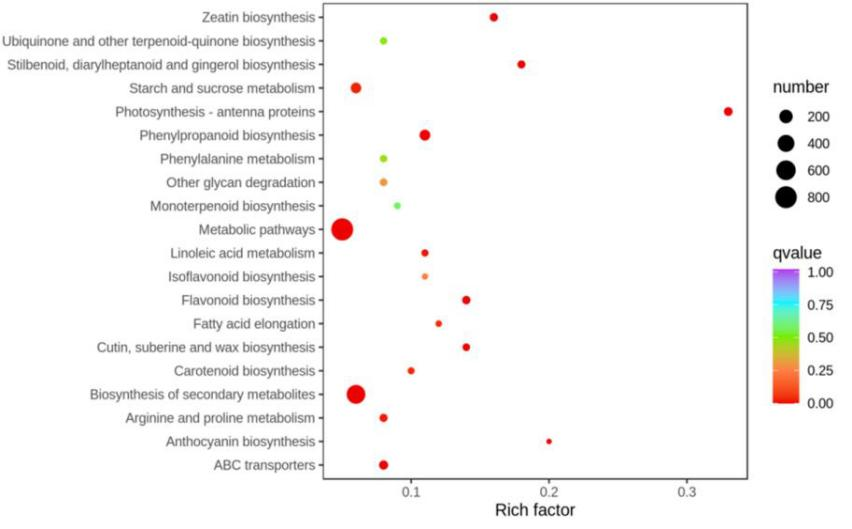 Zeatin biosynthesis
Ubiquinone and other terpenoid-quinone biosynthesis
Stilbenoid, diarylheptanoid and gingerol biosynthesis
Starch and sucrose metabolism
Photosynthesis - antenna proteins
Phenylpropanoid biosynthesis
Phenylalanine metabolism
Other glycan degradation
Monoterpenoid biosynthesis
Metabolic pathways
Linoleic acid metabolism
Isoflavonoid biosynthesis
Flavonoid biosynthesis
Fatty acid elongation
Cutin, suberine and wax biosynthesis
Carotenoid biosynthesis
Biosynthesis of secondary metabolites
Arginine and proline metabolism
Anthocyanin biosynthesis
ABC transporters
0.1 0.2 0.3
Rich factor
number
200
400
600
800
qvalue
1.00
0.75
0.50
0.25
0.00